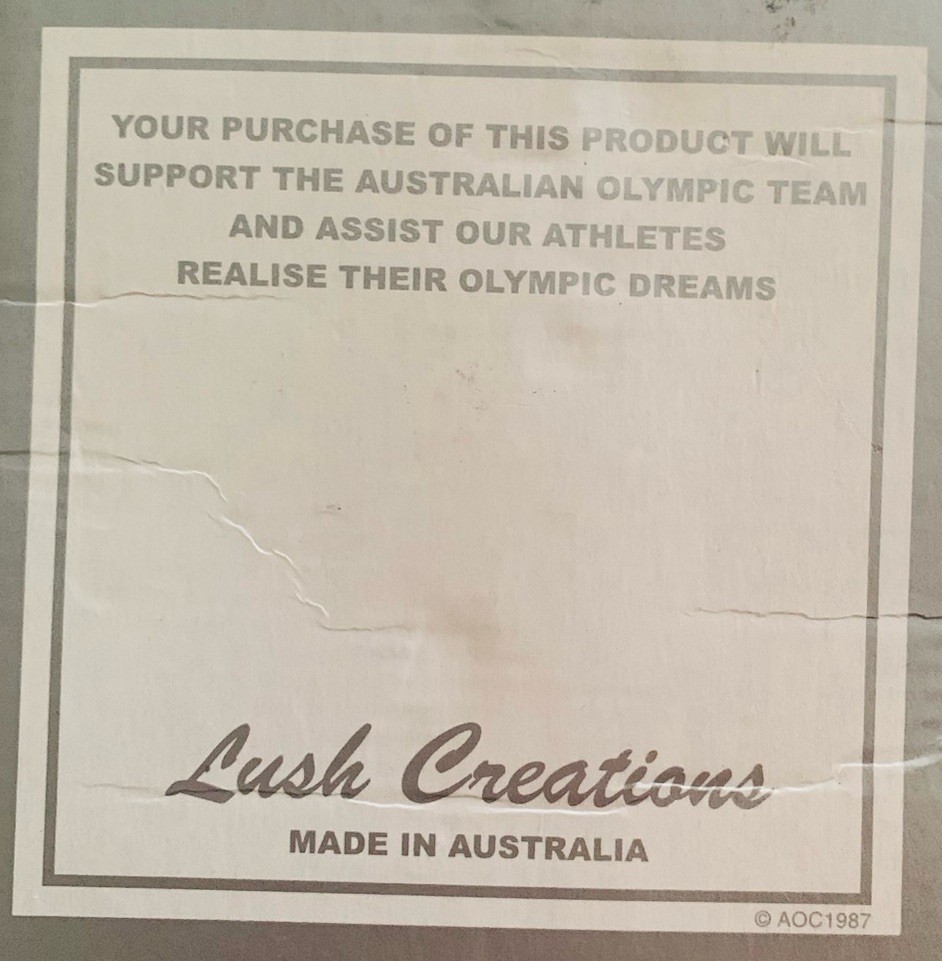 YOUR PURCHASE OF THIS PRODUCT WILL
SUPPORT THE AUSTRALIAN OLYMPIC TEAM
AND ASSIST OUR ATHLETES
REALISE THEIR OLYMPIC DREAMS
Lush Creations
MADE IN AUSTRALIA
© AOC1987